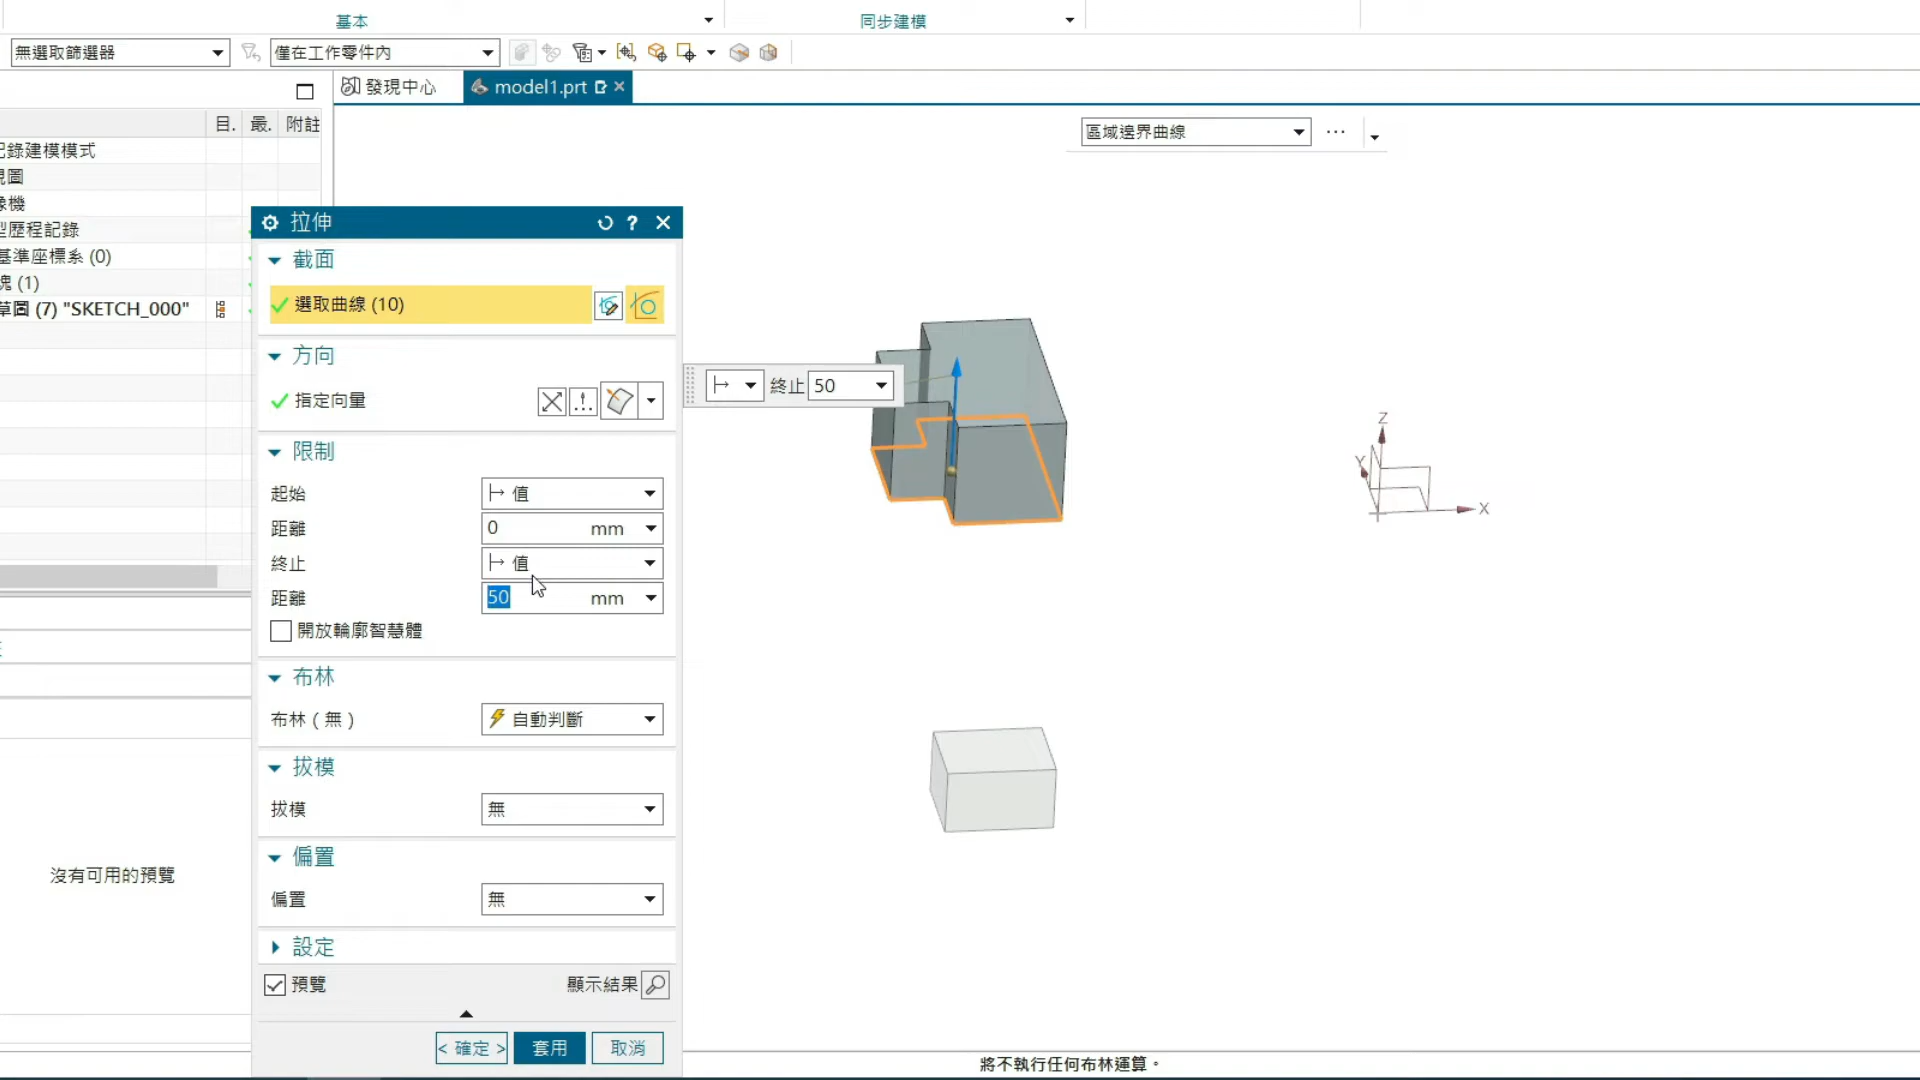 基本
同步建模
無選取篩選器
僅在工作零件內
發現中心
model1.prt
目. 最. 附註
記錄建模模式
視圖
像機
型歷程記錄
基準座標系 (0)
塊 (1)
草圖 (7) "SKETCH_000"
沒有可用的預覽
區域邊界曲線
...
拉伸
?
截面
選取曲線 (10)
方向
指定向量
限制
起始
值
距離
0 mm
終止
值
距離
50 mm
開放輪廓智慧體
布林
布林 ( 無 )
自動判斷
拔模
拔模
無
偏置
偏置
無
設定
預覽
顯示結果
< 確定 >
套用
取消
終止 50
Z
Y
X
將不執行任何布林運算。